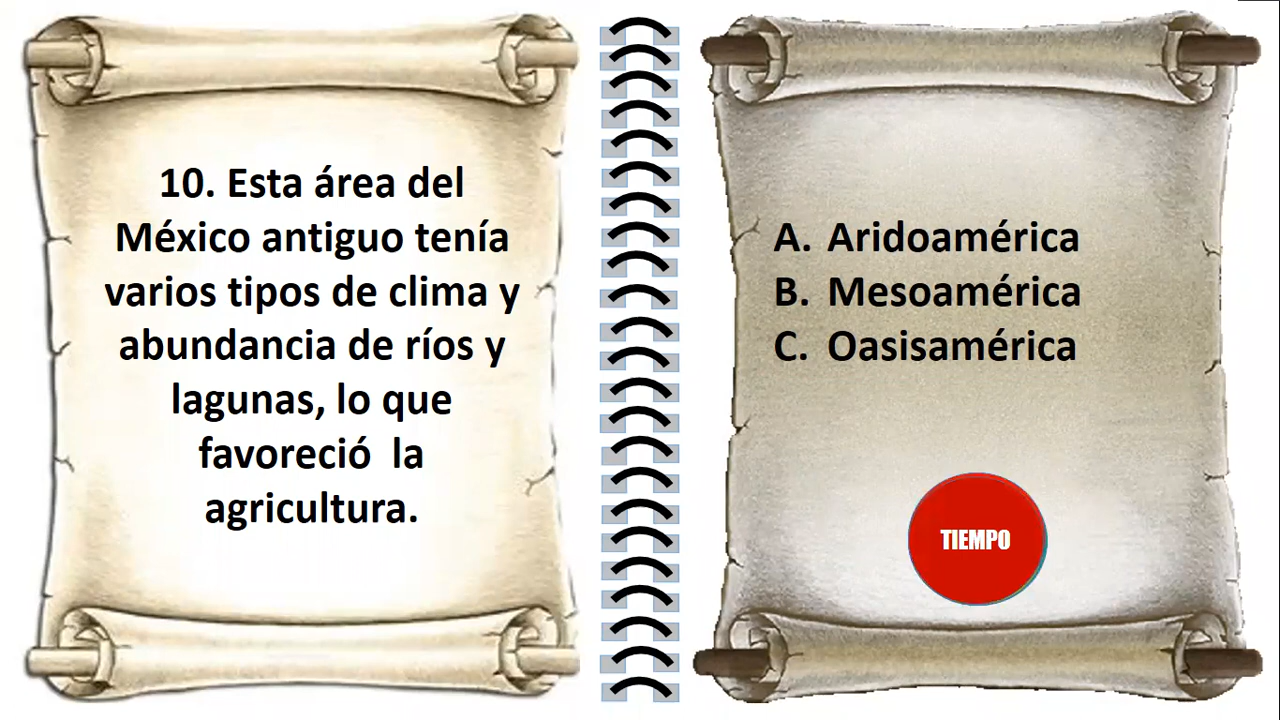 10. Esta área del
México antiguo tenía
varios tipos de clima y
abundancia de ríos y
lagunas, lo que
favoreció  la
agricultura.
A. Aridoamérica
B. Mesoamérica
C. Oasisamérica
TIEMPO